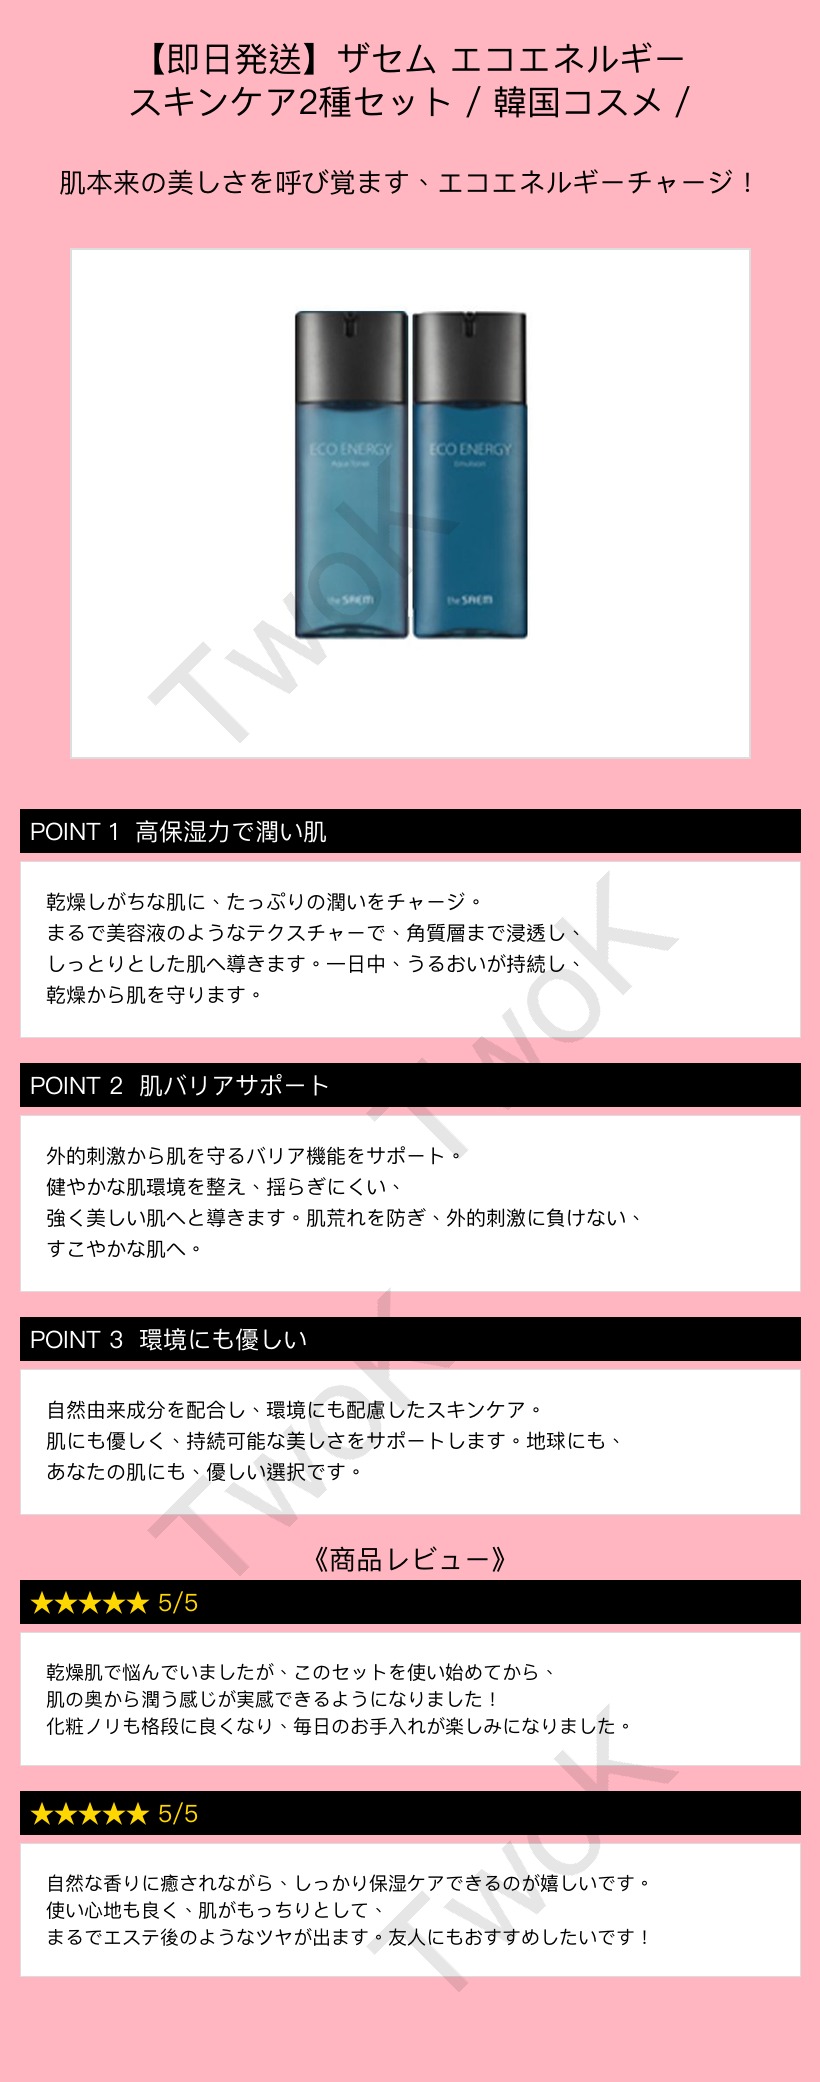 【即日発送】ザセム エコエネルギー
スキンケア2種セット / 韓国コスメ /
肌本来の美しさを呼び覚ます、エコエネルギーチャージ！
ECO ENERGY
Aqua Toner
the SAEM
ECO ENERGY
Emulsion
the SAEM
TwoK
POINT 1 高保湿力で潤い肌
乾燥しがちな肌に、たっぷりの潤いをチャージ。
まるで美容液のようなテクスチャーで、角質層まで浸透し、
しっとりとした肌へ導きます。一日中、うるおいが持続し、
乾燥から肌を守ります。
TwoK
POINT 2 肌バリアサポート
外的刺激から肌を守るバリア機能をサポート。
健やかな肌環境を整え、揺らぎにくい、
強く美しい肌へと導きます。肌荒れを防ぎ、外的刺激に負けない、
すこやかな肌へ。
POINT 3 環境にも優しい
自然由来成分を配合し、環境にも配慮したスキンケア。
肌にも優しく、持続可能な美しさをサポートします。地球にも、
あなたの肌にも、優しい選択です。
TwoK
《商品レビュー》
★★★★★ 5/5
乾燥肌で悩んでいましたが、このセットを使い始めてから、
肌の奥から潤う感じが実感できるようになりました！
化粧ノリも格段に良くなり、毎日のお手入れが楽しみになりました。
★★★★★ 5/5
自然な香りに癒されながら、しっかり保湿ケアできるのが嬉しいです。
使い心地も良く、肌がもっちりとして、
まるでエステ後のようなツヤが出ます。友人にもおすすめしたいです！
TwoK